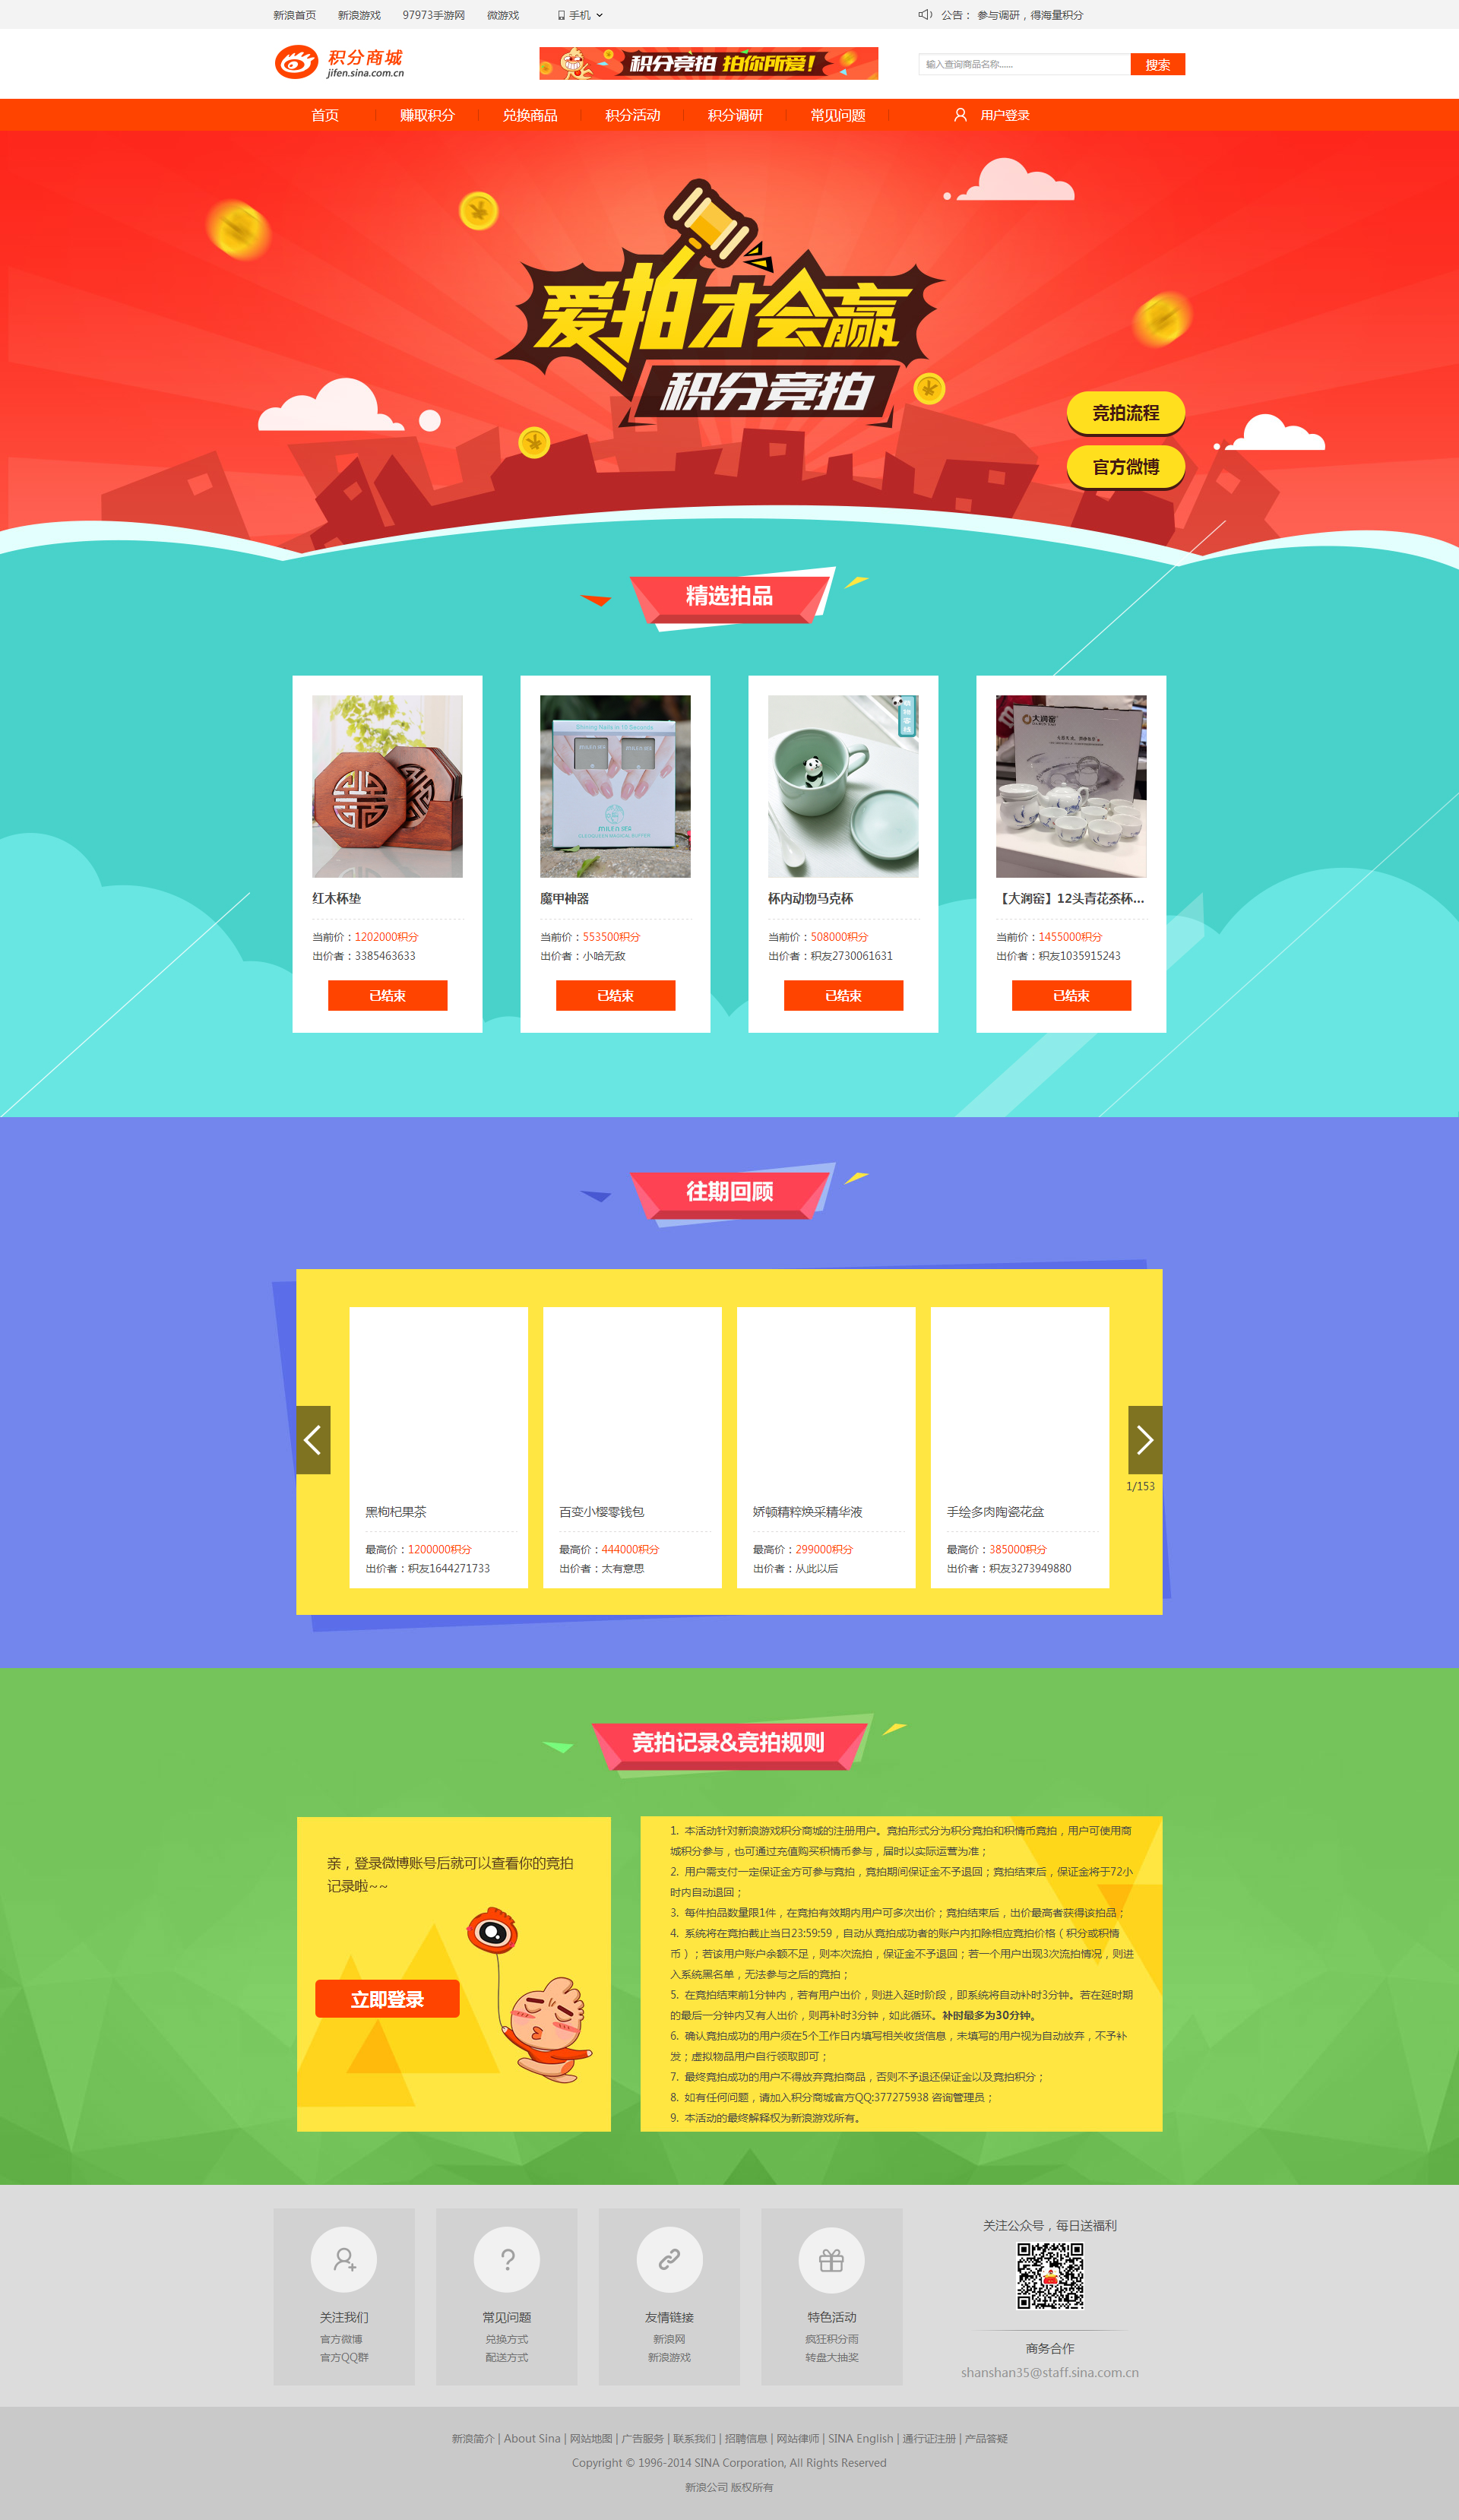 新浪首页 新浪游戏 97973手游网 微游戏 手机 公告： 参与调研，得海量积分
积分商城
jifen.sina.com.cn
积分竞拍 拍你所爱！
输入查询商品名称...... 搜索
首页 赚取积分 兑换商品 积分活动 积分调研 常见问题 用户登录
爱拍才会赢
积分竞拍
竞拍流程
官方微博
精选拍品
大润窑
红木杯垫 魔甲神器 杯内动物马克杯 【大润窑】12头青花茶杯...
当前价：1202000积分 当前价：553500积分 当前价：508000积分 当前价：1455000积分
出价者：3385463633 出价者：小哈无敌 出价者：积友2730061631 出价者：积友1035915243
已结束 已结束 已结束 已结束
往期回顾
1/153
黑枸杞果茶 百变小樱零钱包 娇顿精粹焕采精华液 手绘多肉陶瓷花盆
最高价：1200000积分 最高价：444000积分 最高价：299000积分 最高价：385000积分
出价者：积友1644271733 出价者：太有意思 出价者：从此以后 出价者：积友3273949880
竞拍记录&竞拍规则
亲，登录微博账号后就可以查看你的竞拍
记录啦~~
立即登录
1. 本活动针对新浪游戏积分商城的注册用户。竞拍形式分为积分竞拍和积情币竞拍，用户可使用商
城积分参与，也可通过充值购买积情币参与，届时以实际运营为准；
2. 用户需支付一定保证金方可参与竞拍，竞拍期间保证金不予退回；竞拍结束后，保证金将于72小
时内自动退回；
3. 每件拍品数量限1件，在竞拍有效期内用户可多次出价；竞拍结束后，出价最高者获得该拍品；
4. 系统将在竞拍截止当日23:59:59，自动从竞拍成功者的账户内扣除相应竞拍价格（积分或积情
币）；若该用户账户余额不足，则本次流拍，保证金不予退回；若一个用户出现3次流拍情况，则进
入系统黑名单，无法参与之后的竞拍；
5. 在竞拍结束前1分钟内，若有用户出价，则进入延时阶段，即系统将自动补时3分钟。若在延时期
的最后一分钟内又有人出价，则再补时3分钟，如此循环。补时最多为30分钟。
6. 确认竞拍成功的用户须在5个工作日内填写相关收货信息，未填写的用户视为自动放弃，不予补
发；虚拟物品用户自行领取即可；
7. 最终竞拍成功的用户不得放弃竞拍商品，否则不予退还保证金以及竞拍积分；
8. 如有任何问题，请加入积分商城官方QQ:377275938 咨询管理员；
9. 本活动的最终解释权为新浪游戏所有。
关注我们 常见问题 友情链接 特色活动
官方微博 兑换方式 新浪网 疯狂积分雨
官方QQ群 配送方式 新浪游戏 转盘大抽奖
关注公众号，每日送福利
商务合作
shanshan35@staff.sina.com.cn
新浪简介 | About Sina | 网站地图 | 广告服务 | 联系我们 | 招聘信息 | 网站律师 | SINA English | 通行证注册 | 产品答疑
Copyright © 1996-2014 SINA Corporation, All Rights Reserved
新浪公司 版权所有